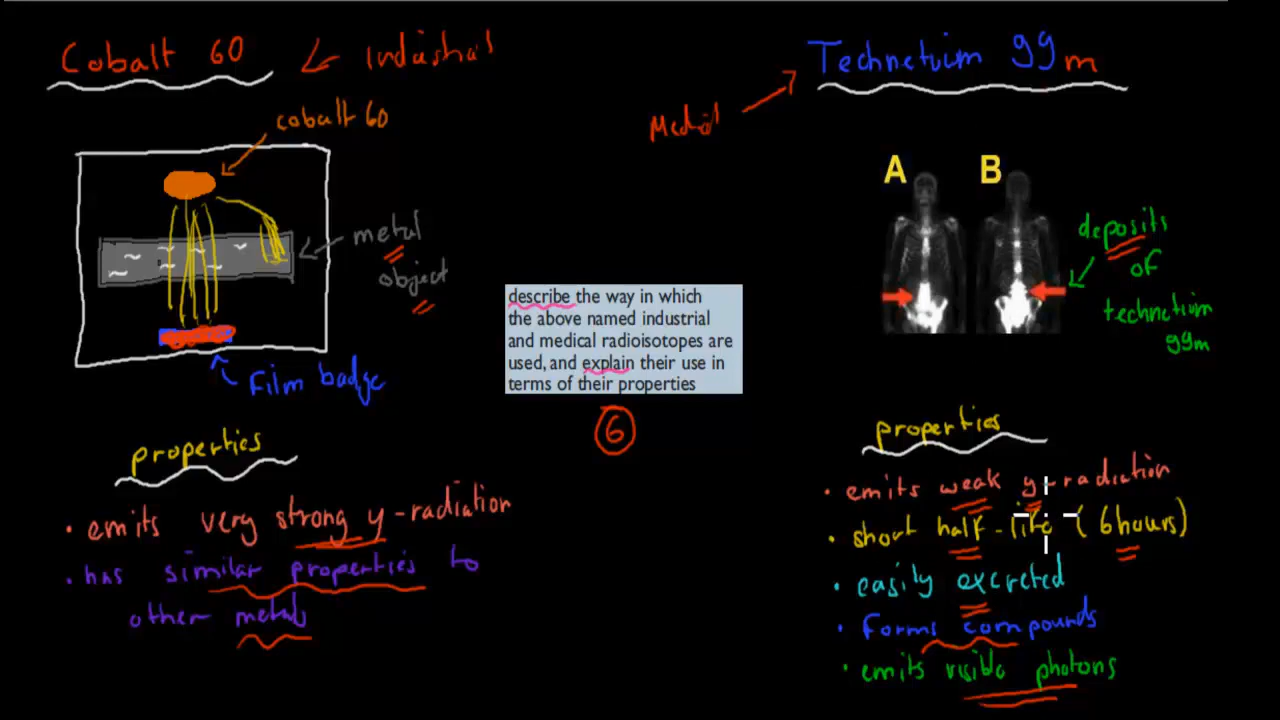 Cobalt 60
Industrial
cobalt 60
metal
object
Film badge
properties
• emits very strong γ-radiation
• has similar properties to
other metals
describe the way in which
the above named industrial
and medical radioisotopes are
used, and explain their use in
terms of their properties
6
Technetuim 99m
Medical
A B
deposits
of
technetium
99m
properties
• emits weak γ-radiation
• short half-life (6hours)
• easily excreted
• forms compounds
• emits visible photons